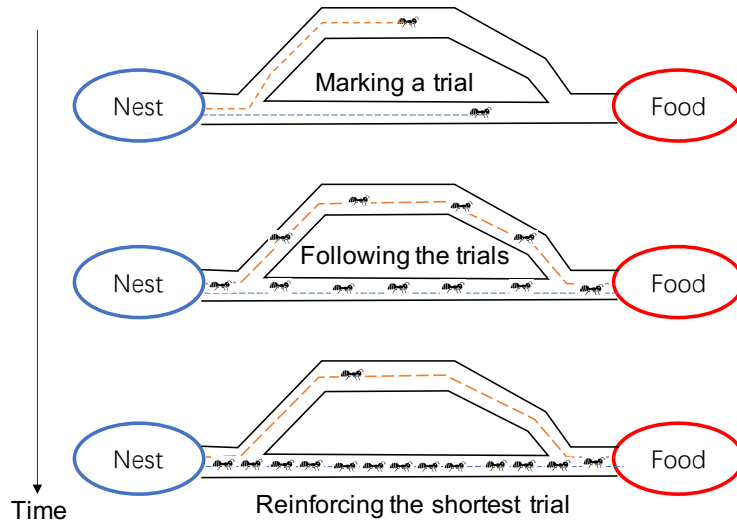 Marking a trial
Nest
Food
Following the trials
Nest
Food
Nest
Food
Time
Reinforcing the shortest trial